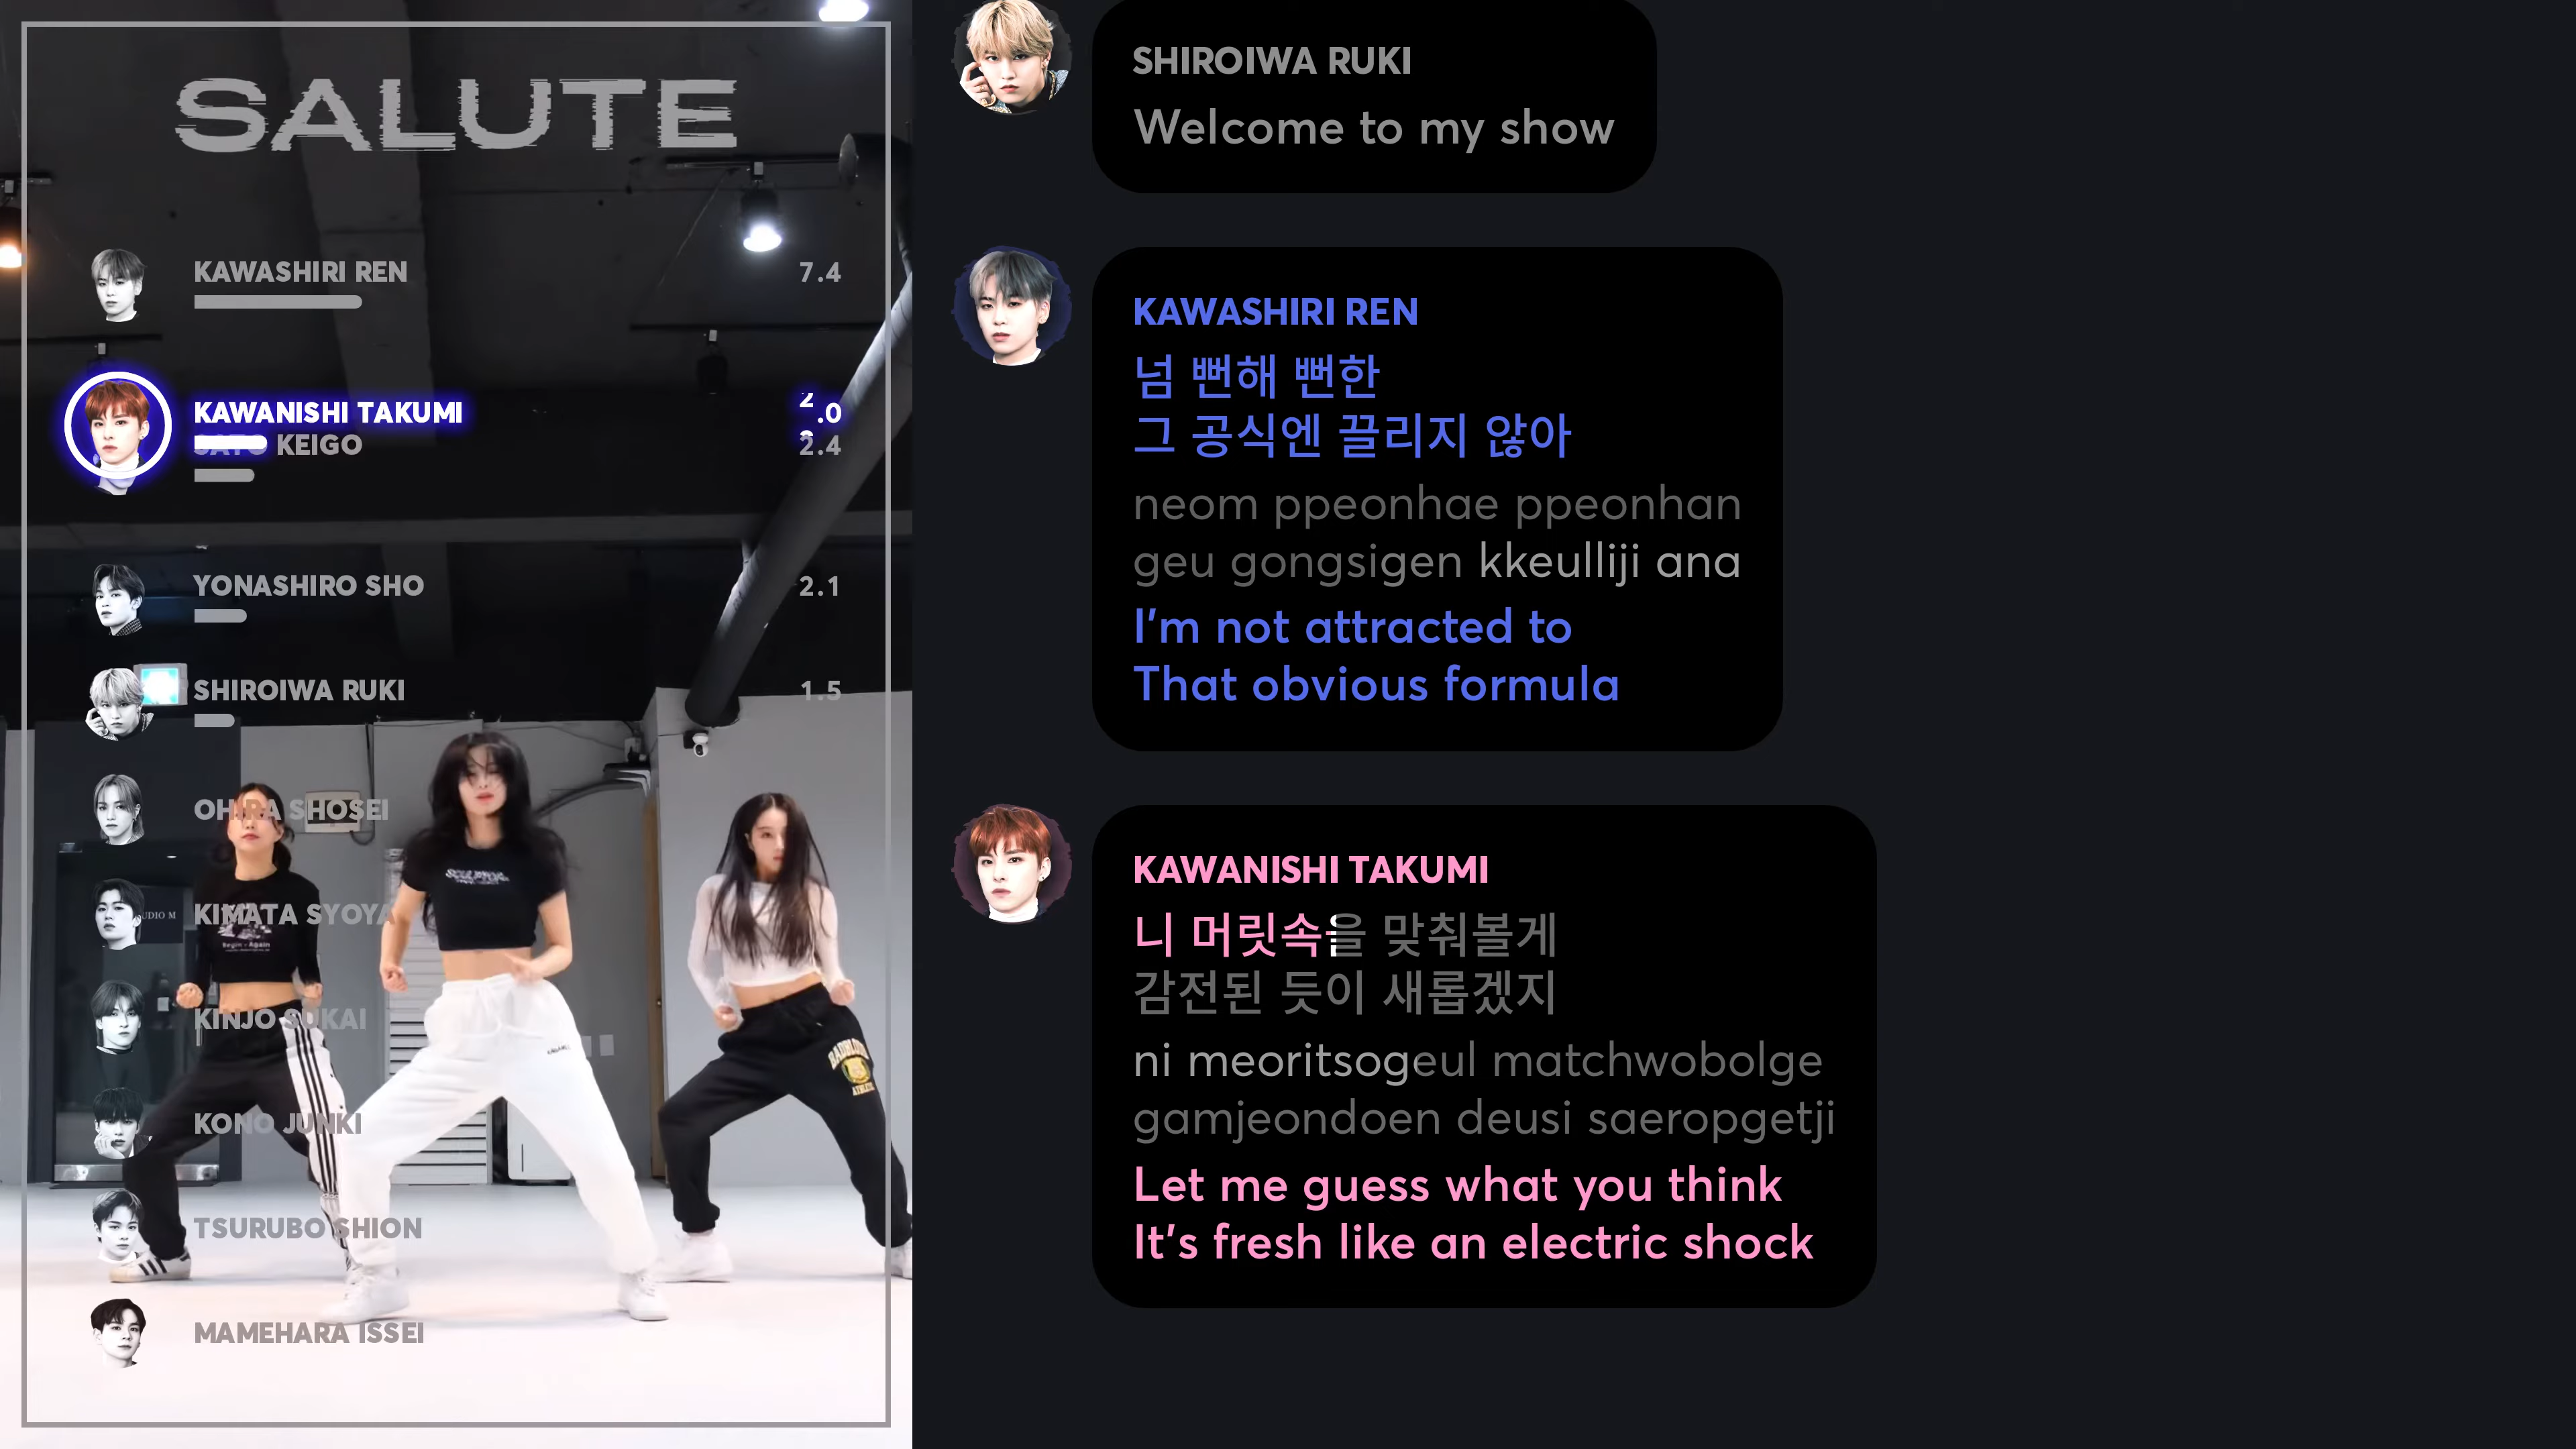 SALUTE
KAWASHIRI REN
7.4
KAWANISHI TAKUMI
.0
KEIGO
2.4
YONASHIRO SHO
2.1
SHIROIWA RUKI
1.5
OHIRA SHOSEI
KIMATA SYOYA
KINJO SUKAI
KONO JUNKI
TSURUBO SHION
MAMEHARA ISSEI
UDIO M
Begin - Again
SHIROIWA RUKI
Welcome to my show
KAWASHIRI REN
넘 뻔해 뻔한
그 공식엔 끌리지 않아
neom ppeonhae ppeonhan
geu gongsigen kkeulliji ana
I'm not attracted to
That obvious formula
KAWANISHI TAKUMI
니 머릿속을 맞춰볼게
감전된 듯이 새롭겠지
ni meoritsogeul matchwobolge
gamjeondoen deusi saeropgetji
Let me guess what you think
It's fresh like an electric shock